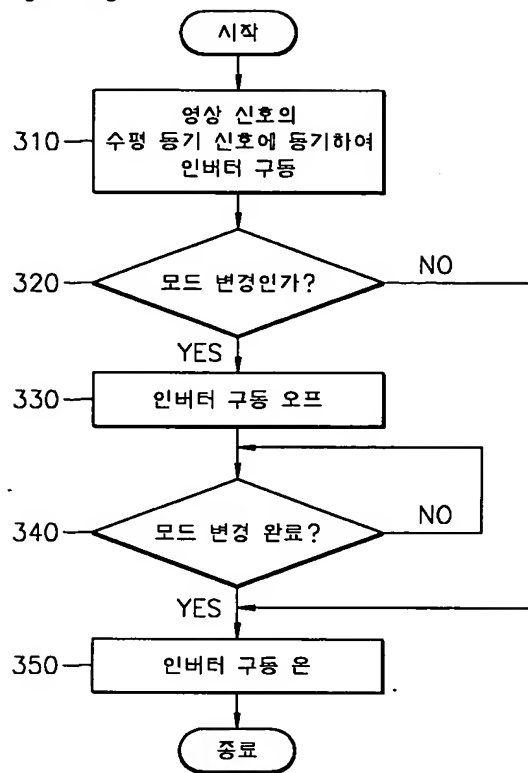 시작
310
영상 신호의
수평 동기 신호에 동기하여
인버터 구동
320
모드 변경인가?
NO
YES
330
인버터 구동 오프
340
모드 변경 완료?
NO
YES
350
인버터 구동 온
종료